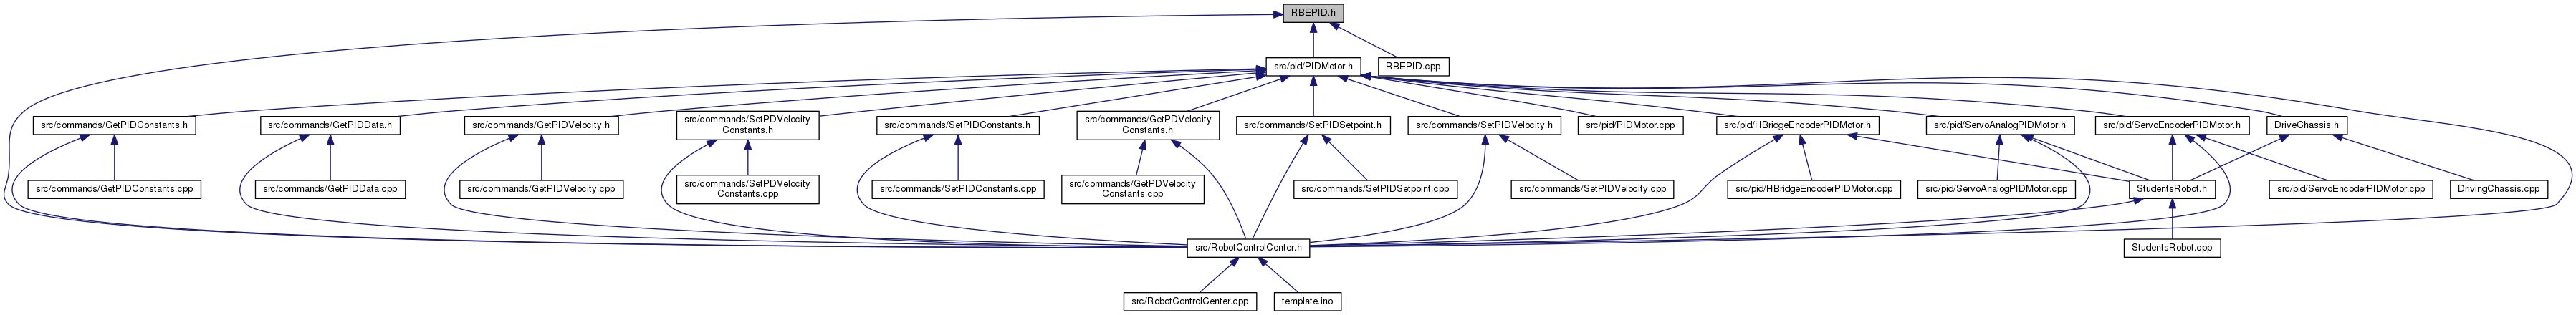 RBEPID.h
src/pid/PIDMotor.h
RBEPID.cpp
src/commands/GetPIDConstants.h
src/commands/GetPIDData.h
src/commands/GetPIDVelocity.h
src/commands/SetPDVelocity
Constants.h
src/commands/SetPIDConstants.h
src/commands/GetPDVelocity
Constants.h
src/commands/SetPIDSetpoint.h
src/commands/SetPIDVelocity.h
src/pid/PIDMotor.cpp
src/pid/HBridgeEncoderPIDMotor.h
src/pid/ServoAnalogPIDMotor.h
src/pid/ServoEncoderPIDMotor.h
DriveChassis.h
src/commands/GetPIDConstants.cpp
src/commands/GetPIDData.cpp
src/commands/GetPIDVelocity.cpp
src/commands/SetPDVelocity
Constants.cpp
src/commands/SetPIDConstants.cpp
src/commands/GetPDVelocity
Constants.cpp
src/commands/SetPIDSetpoint.cpp
src/commands/SetPIDVelocity.cpp
src/pid/HBridgeEncoderPIDMotor.cpp
src/pid/ServoAnalogPIDMotor.cpp
StudentsRobot.h
src/pid/ServoEncoderPIDMotor.cpp
DrivingChassis.cpp
src/RobotControlCenter.h
StudentsRobot.cpp
src/RobotControlCenter.cpp
template.ino